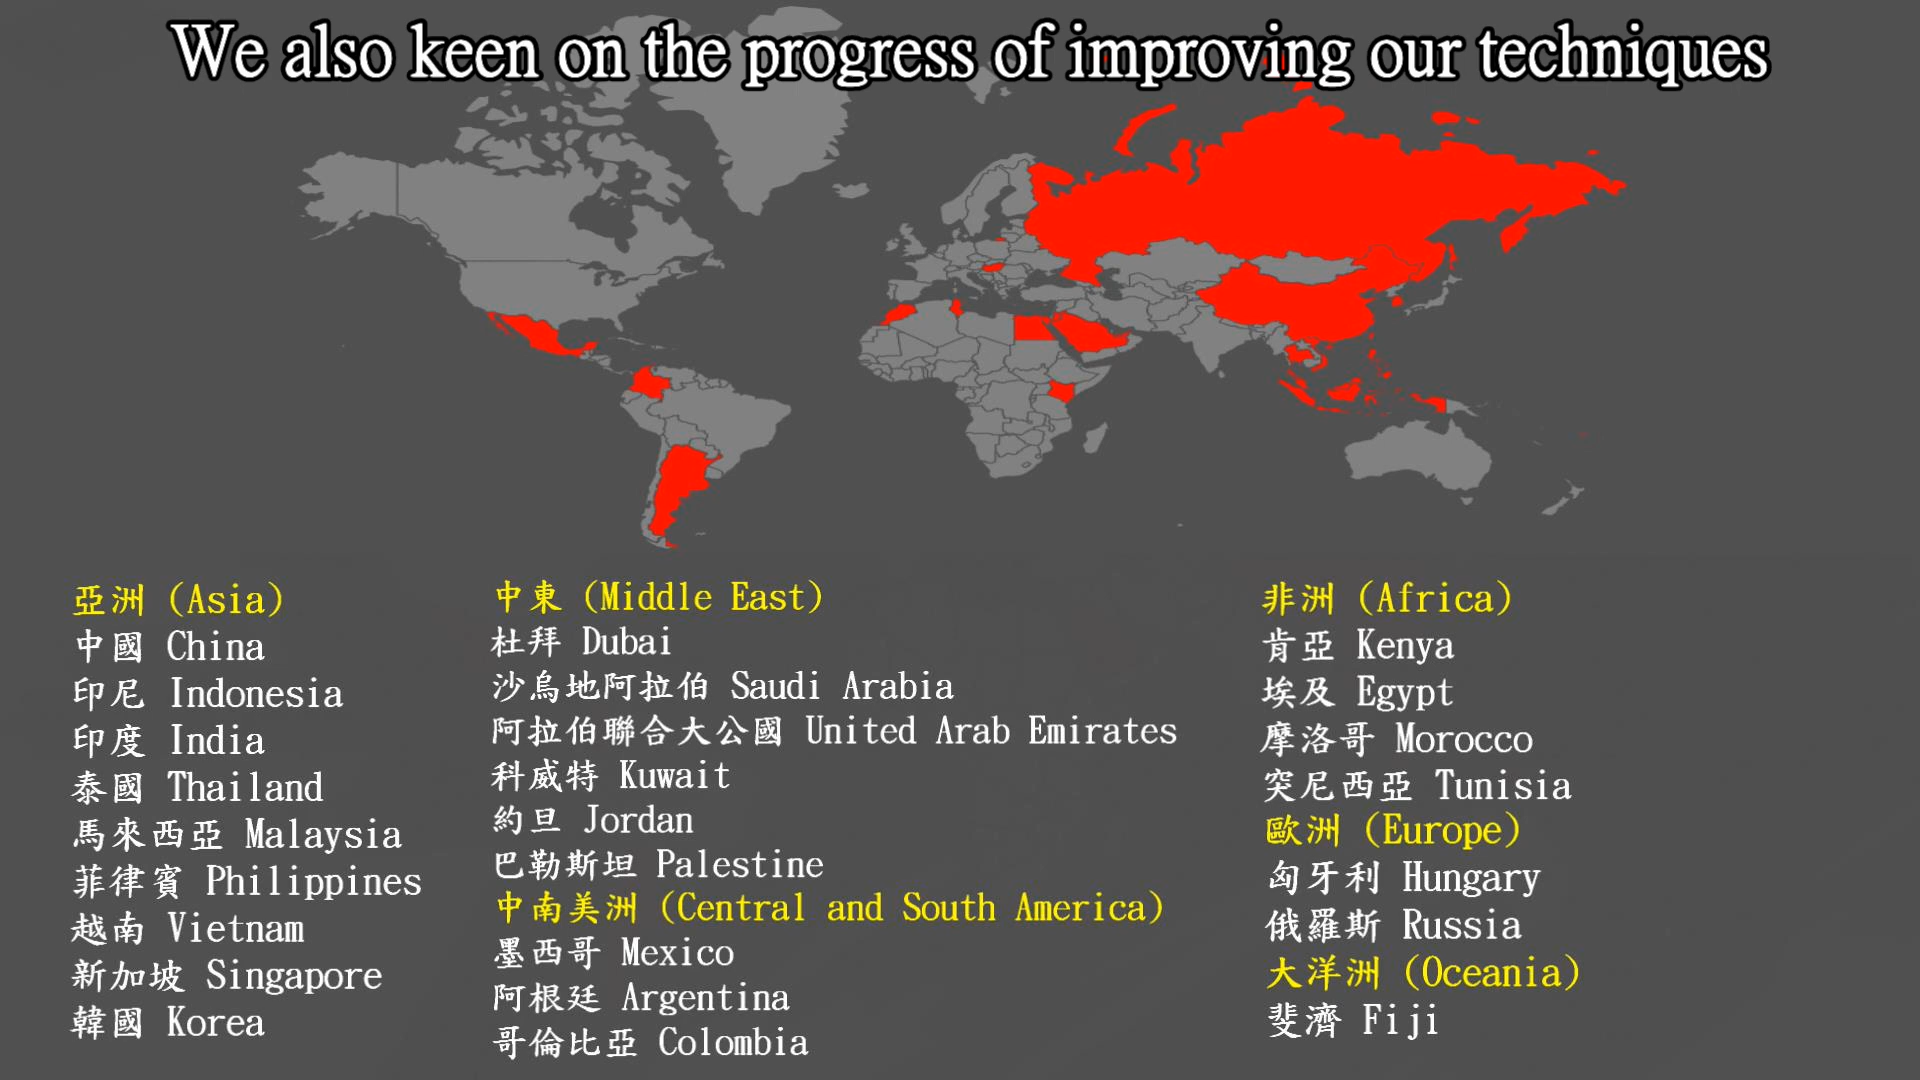 We also keen on the progress of improving our techniques
亞洲 (Asia)
中國 China
印尼 Indonesia
印度 India
泰國 Thailand
馬來西亞 Malaysia
菲律賓 Philippines
越南 Vietnam
新加坡 Singapore
韓國 Korea
中東 (Middle East)
杜拜 Dubai
沙烏地阿拉伯 Saudi Arabia
阿拉伯聯合大公國 United Arab Emirates
科威特 Kuwait
約旦 Jordan
巴勒斯坦 Palestine
中南美洲 (Central and South America)
墨西哥 Mexico
阿根廷 Argentina
哥倫比亞 Colombia
非洲 (Africa)
肯亞 Kenya
埃及 Egypt
摩洛哥 Morocco
突尼西亞 Tunisia
歐洲 (Europe)
匈牙利 Hungary
俄羅斯 Russia
大洋洲 (Oceania)
斐濟 Fiji